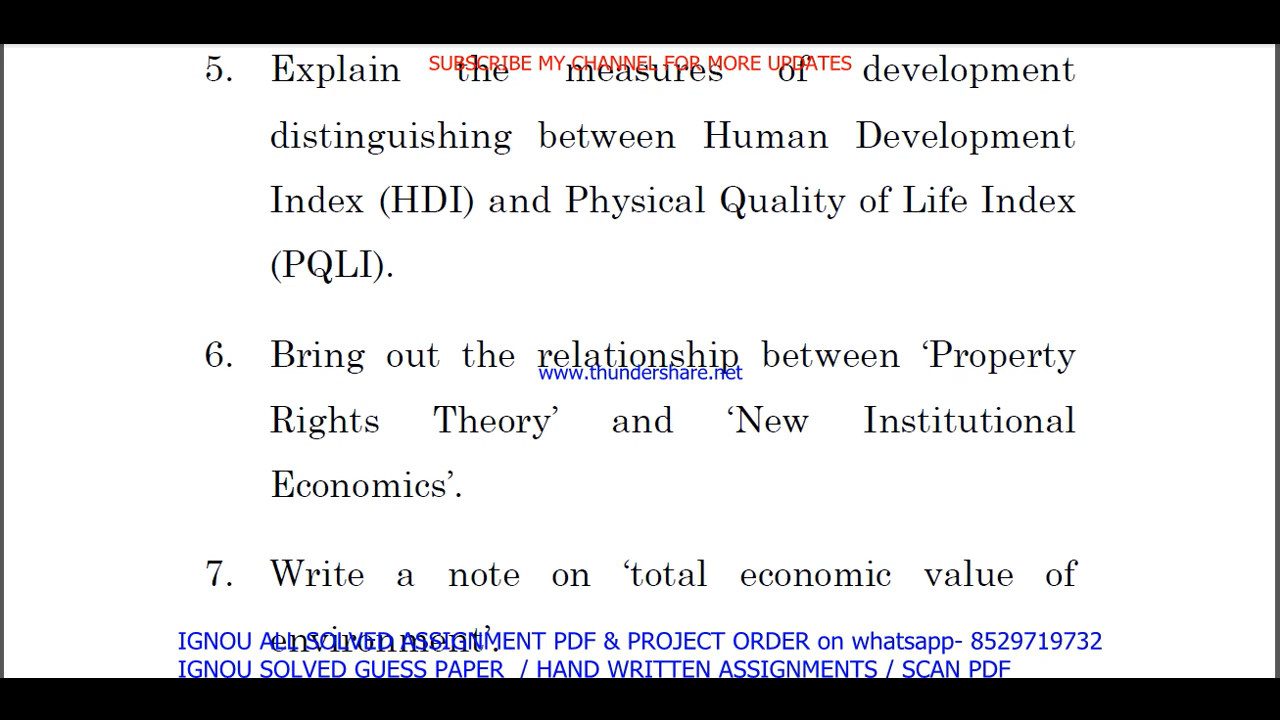 SUBSCRIBE MY CHANNEL FOR MORE UPDATES
5. Explain the measures of development
distinguishing between Human Development
Index (HDI) and Physical Quality of Life Index
(PQLI).
6. Bring out the relationship between ‘Property
www.thundershare.net
Rights Theory’ and ‘New Institutional
Economics’.
7. Write a note on ‘total economic value of
environment’.
IGNOU ALL SOLVED ASSIGNMENT PDF & PROJECT ORDER on whatsapp- 8529719732
IGNOU SOLVED GUESS PAPER / HAND WRITTEN ASSIGNMENTS / SCAN PDF